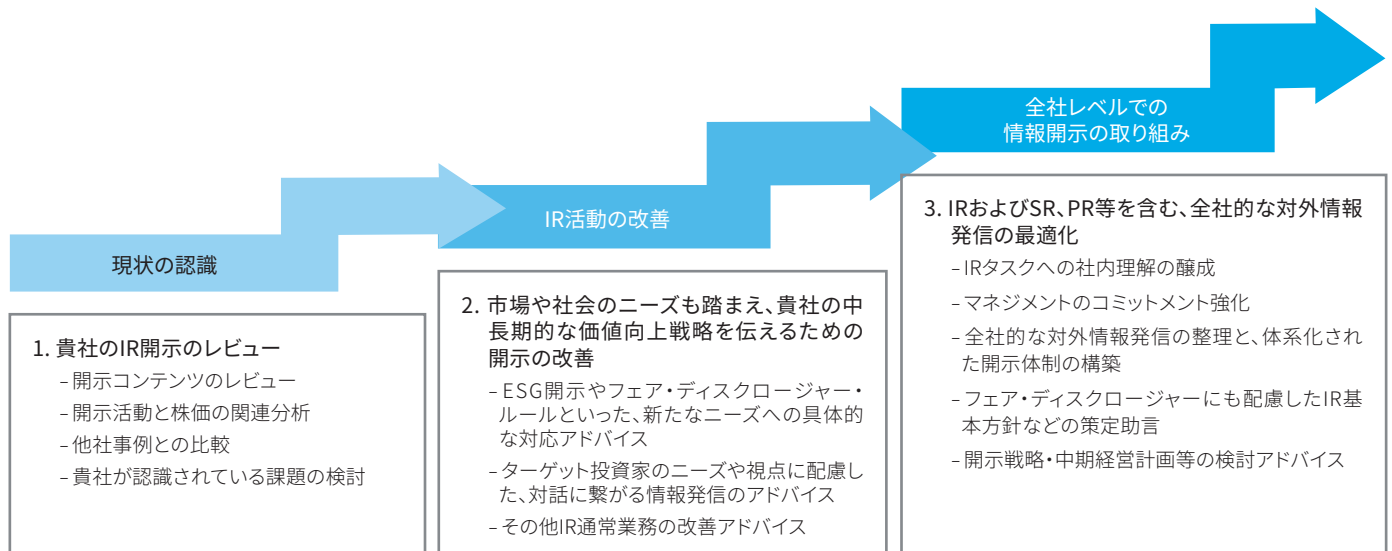 現状の認識
1. 貴社のIR開示のレビュー
–開示コンテンツのレビュー
–開示活動と株価の関連分析
–他社事例との比較
–貴社が認識されている課題の検討
IR活動の改善
2. 市場や社会のニーズも踏まえ、貴社の中
長期的な価値向上戦略を伝えるための
開示の改善
–ESG開示やフェア・ディスクロージャー・
ルールといった、新たなニーズへの具体的
な対応アドバイス
–ターゲット投資家のニーズや視点に配慮し
た、対話に繋がる情報発信のアドバイス
–その他IR通常業務の改善アドバイス
全社レベルでの
情報開示の取り組み
3. IRおよびSR、PR等を含む、全社的な対外情報
発信の最適化
–IRタスクへの社内理解の醸成
–マネジメントのコミットメント強化
–全社的な対外情報発信の整理と、体系化され
た開示体制の構築
–フェア・ディスクロージャーにも配慮したIR基
本方針などの策定助言
–開示戦略・中期経営計画等の検討アドバイス